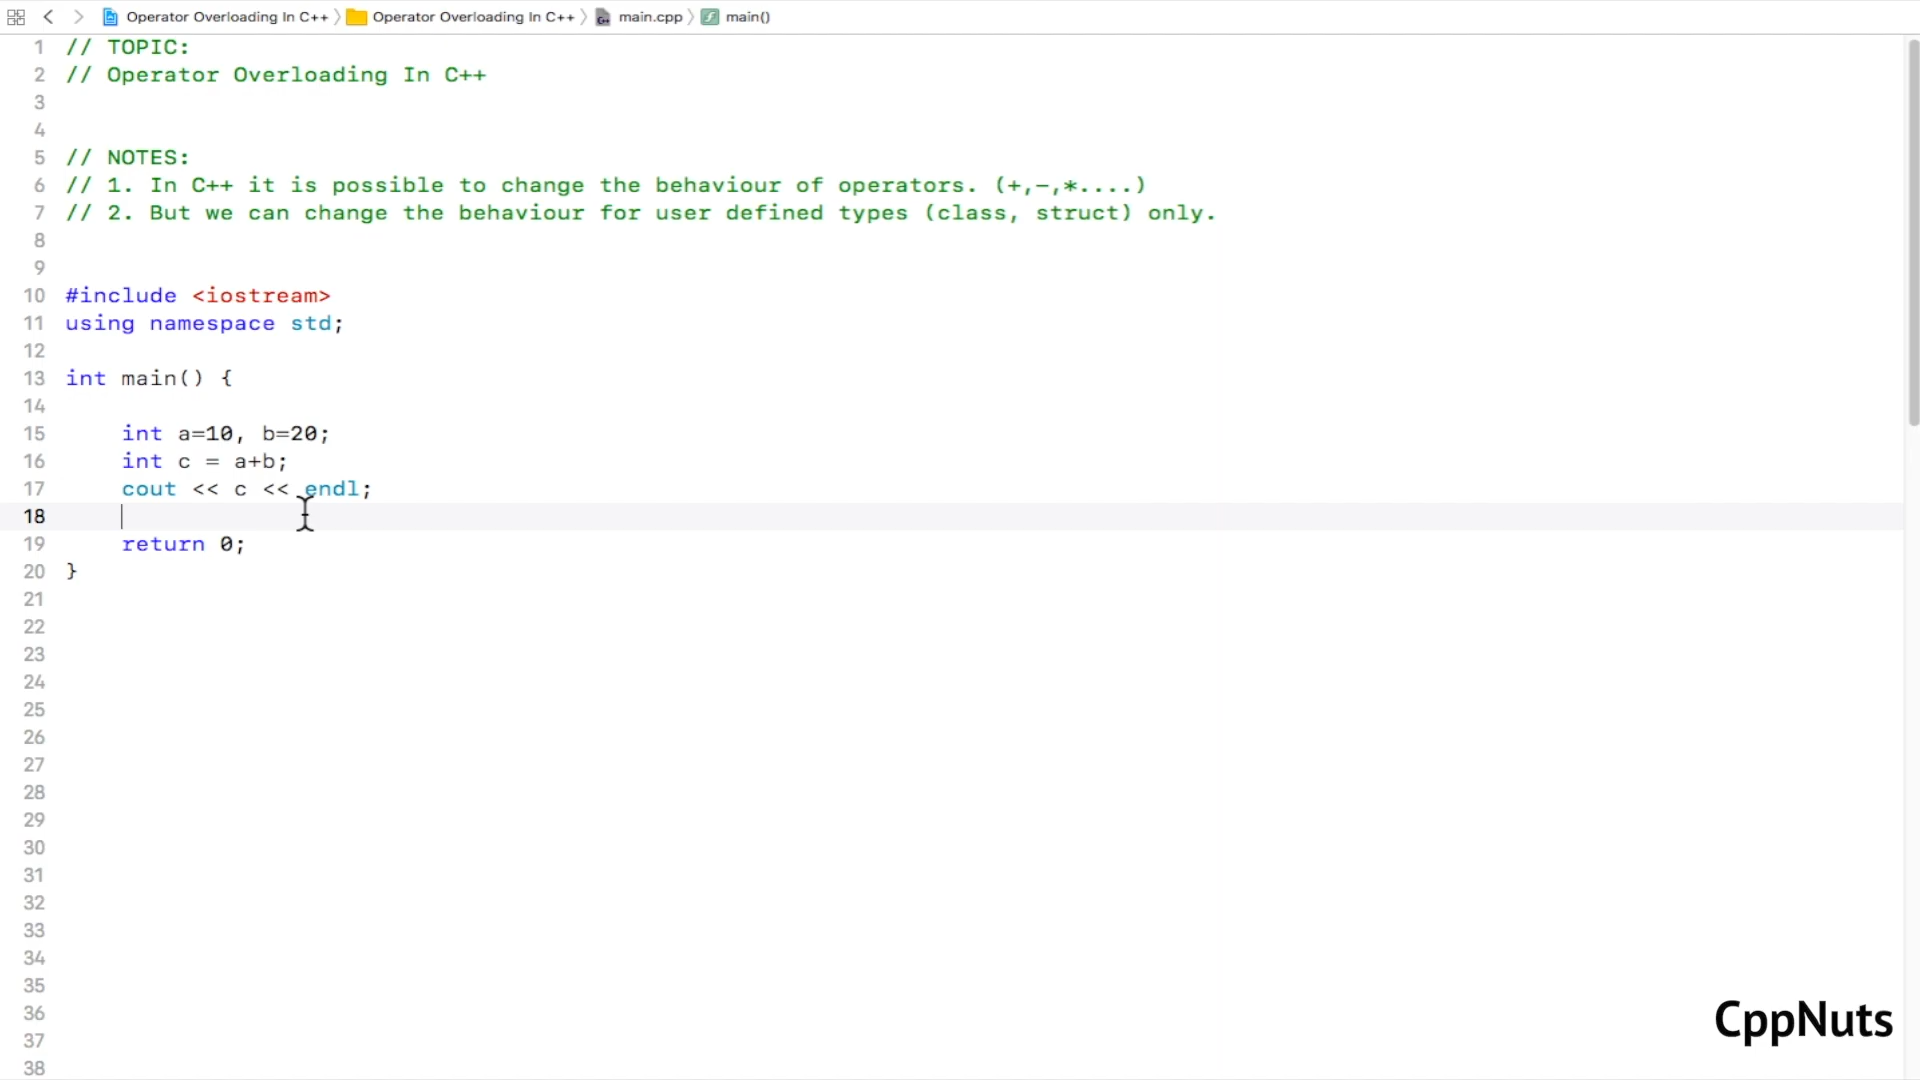 Operator Overloading In C++ 〉 Operator Overloading In C++ 〉 main.cpp 〉 main()
1 // TOPIC:
2 // Operator Overloading In C++
3
4
5 // NOTES:
6 // 1. In C++ it is possible to change the behaviour of operators. (+,-,*....)
7 // 2. But we can change the behaviour for user defined types (class, struct) only.
8
9
10 #include <iostream>
11 using namespace std;
12
13 int main() {
14
15     int a=10, b=20;
16     int c = a+b;
17     cout << c << endl;
18
19     return 0;
20 }
21
22
23
24
25
26
27
28
29
30
31
32
33
34
35
36
37
38
CppNuts